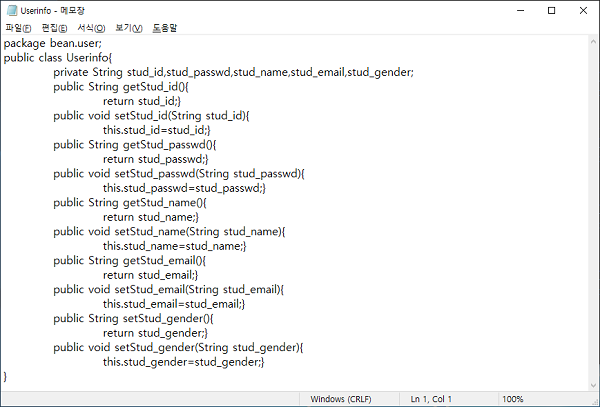 Userinfo - 메모장
파일(F) 편집(E) 서식(O) 보기(V) 도움말
package bean.user;
public class Userinfo{
private String stud_id,stud_passwd,stud_name,stud_email,stud_gender;
public String getStud_id(){
return stud_id;}
public void setStud_id(String stud_id){
this.stud_id=stud_id;}
public String getStud_passwd(){
return stud_passwd;}
public void setStud_passwd(String stud_passwd){
this.stud_passwd=stud_passwd;}
public String getStud_name(){
return stud_name;}
public void setStud_name(String stud_name){
this.stud_name=stud_name;}
public String getStud_email(){
return stud_email;}
public void setStud_email(String stud_email){
this.stud_email=stud_email;}
public String setStud_gender(){
return stud_gender;}
public void setStud_gender(String stud_gender){
this.stud_gender=stud_gender;}
}
Windows (CRLF) Ln 1, Col 1 100%